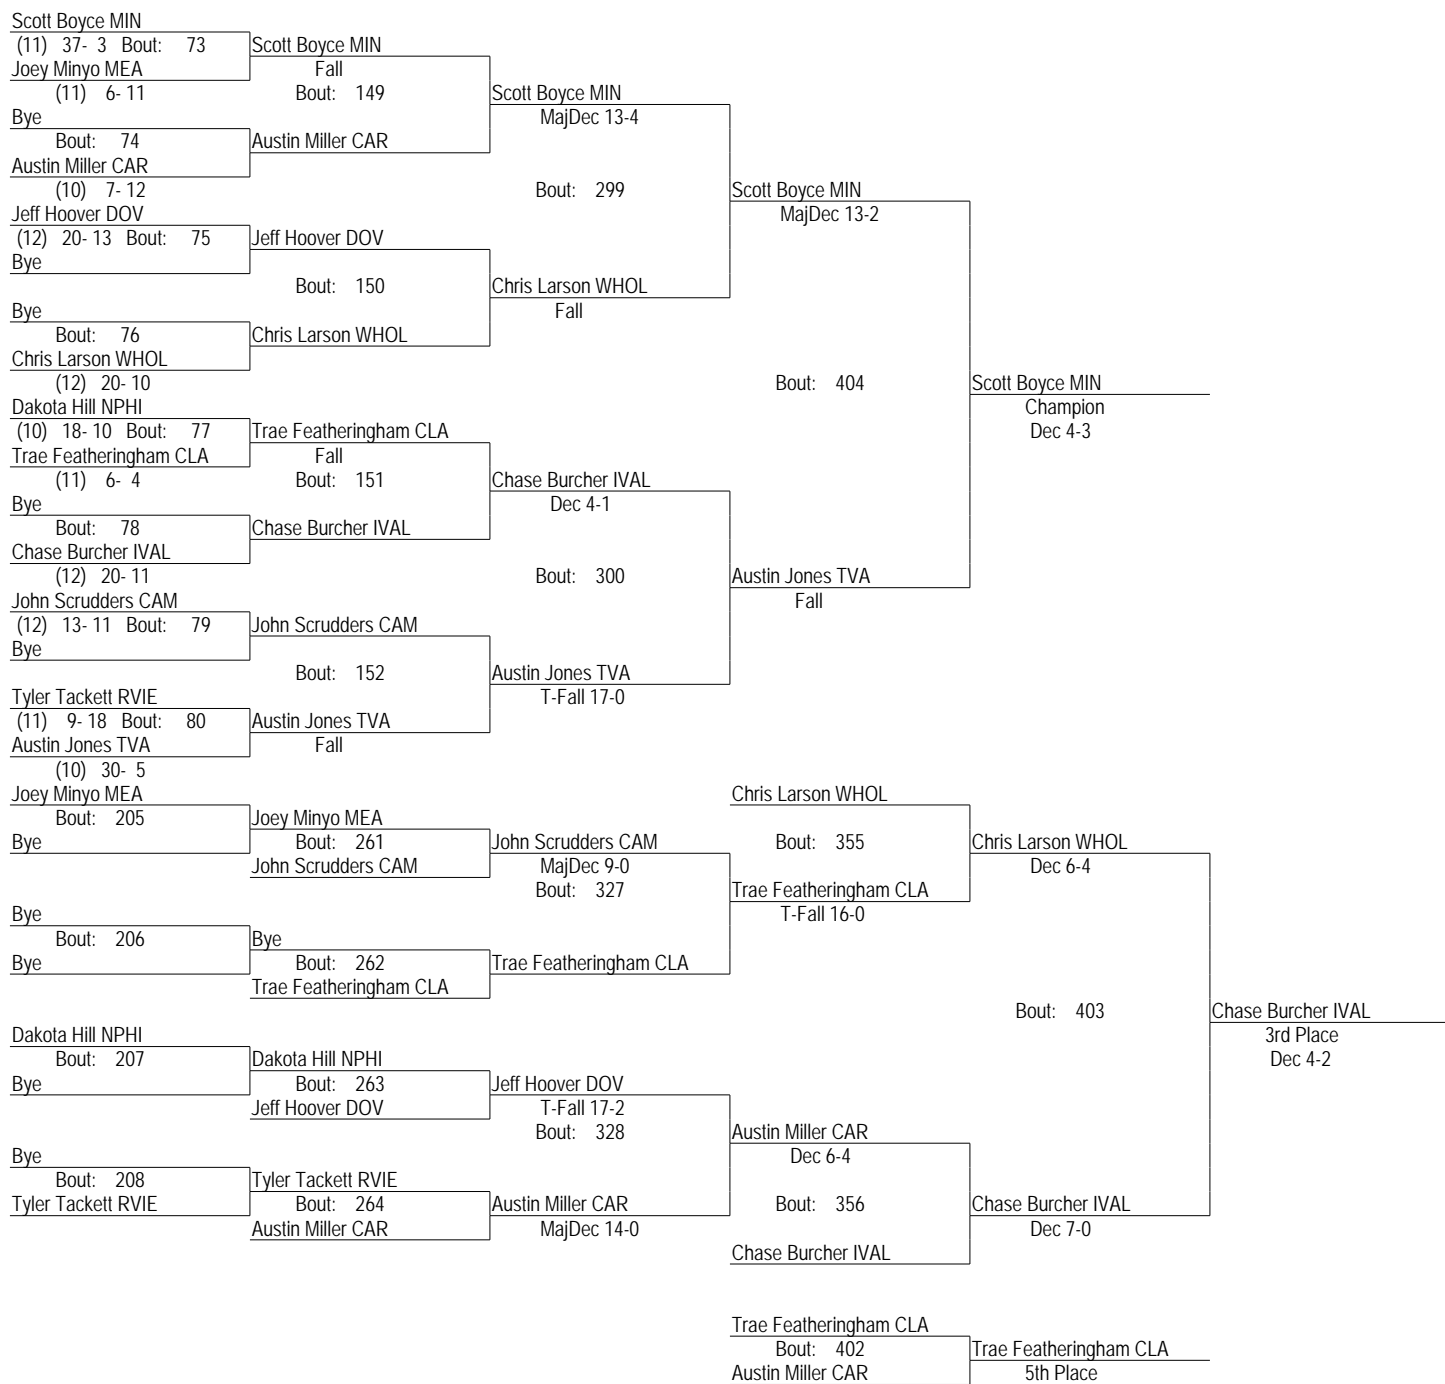 Scott Boyce MIN
(11) 37- 3 Bout: 73 Scott Boyce MIN
Joey Minyo MEA Fall
(11) 6- 11 Bout: 149 Scott Boyce MIN
Bye MajDec 13-4
Bout: 74 Austin Miller CAR
Austin Miller CAR
(10) 7- 12 Bout: 299 Scott Boyce MIN
Jeff Hoover DOV MajDec 13-2
(12) 20- 13 Bout: 75 Jeff Hoover DOV
Bye
Bout: 150 Chris Larson WHOL
Bye Fall
Bout: 76 Chris Larson WHOL
Chris Larson WHOL
(12) 20- 10 Bout: 404 Scott Boyce MIN
Dakota Hill NPHI Champion
(10) 18- 10 Bout: 77 Trae Featheringham CLA Dec 4-3
Trae Featheringham CLA Fall
(11) 6- 4 Bout: 151 Chase Burcher IVAL
Bye Dec 4-1
Bout: 78 Chase Burcher IVAL
Chase Burcher IVAL
(12) 20- 11 Bout: 300 Austin Jones TVA
John Scrudders CAM Fall
(12) 13- 11 Bout: 79 John Scrudders CAM
Bye
Bout: 152 Austin Jones TVA
Tyler Tackett RVIE T-Fall 17-0
(11) 9- 18 Bout: 80 Austin Jones TVA
Austin Jones TVA Fall
(10) 30- 5
Joey Minyo MEA Chris Larson WHOL
Bout: 205 Joey Minyo MEA
Bye Bout: 261 John Scrudders CAM Bout: 355 Chris Larson WHOL
John Scrudders CAM MajDec 9-0 Dec 6-4
Bout: 327 Trae Featheringham CLA
Bye T-Fall 16-0
Bout: 206 Bye
Bye Bout: 262 Trae Featheringham CLA
Trae Featheringham CLA
Bout: 403 Chase Burcher IVAL
Dakota Hill NPHI 3rd Place
Bout: 207 Dakota Hill NPHI Dec 4-2
Bye Bout: 263 Jeff Hoover DOV
Jeff Hoover DOV T-Fall 17-2
Bout: 328 Austin Miller CAR
Bye Dec 6-4
Bout: 208 Tyler Tackett RVIE
Tyler Tackett RVIE Bout: 264 Austin Miller CAR Bout: 356 Chase Burcher IVAL
Austin Miller CAR MajDec 14-0 Dec 7-0
Chase Burcher IVAL
Trae Featheringham CLA
Bout: 402 Trae Featheringham CLA
Austin Miller CAR 5th Place